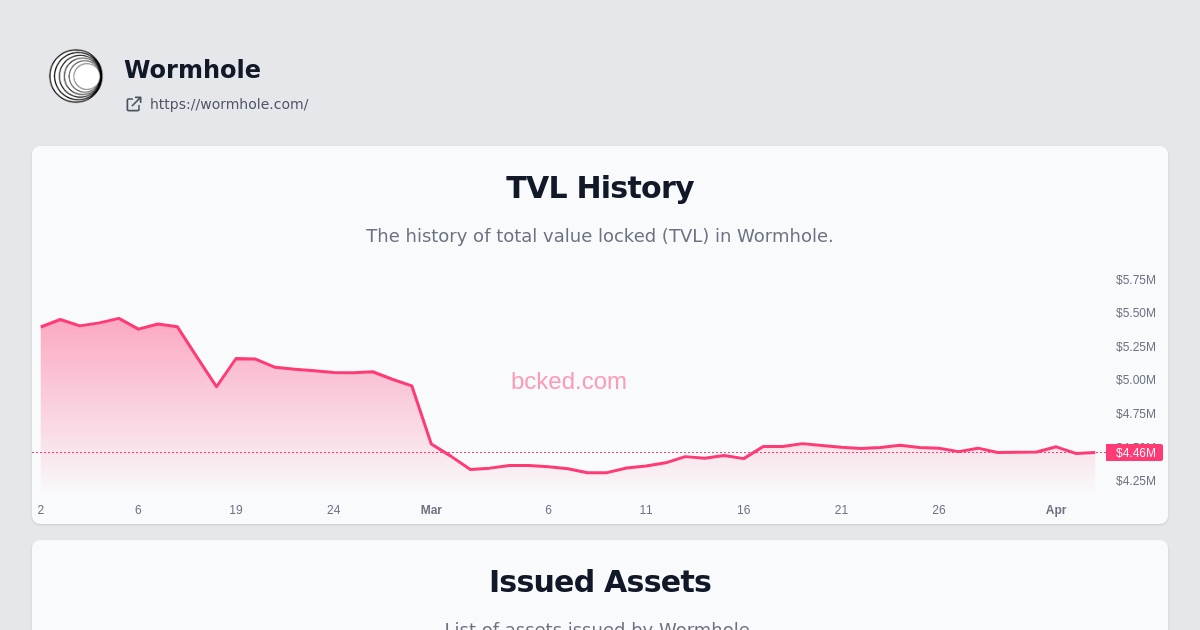 Wormhole
https://wormhole.com/
TVL History
The history of total value locked (TVL) in Wormhole.
$5.75M
$5.50M
$5.25M
$5.00M
bcked.com
$4.75M
$4.46M
$4.25M
2 6 19 24 Mar 6 11 16 21 26 Apr
Issued Assets
List of assets issued by Wormhole.